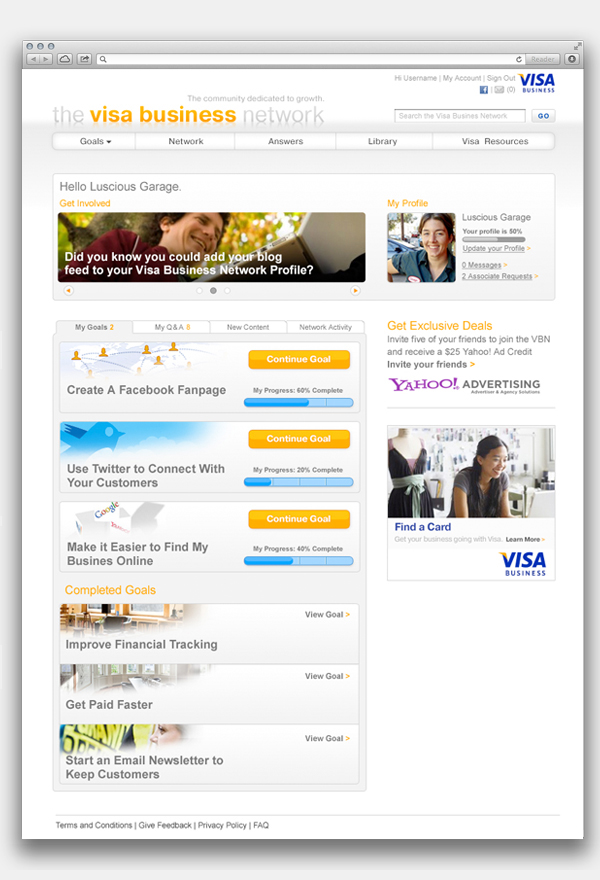 Reader
Hi Username | My Account | Sign Out
VISA
BUSINESS
| (0)
The community dedicated to growth.
the visa business network
Search the Visa Busines Network
GO
Goals
Network
Answers
Library
Visa Resources
Hello Luscious Garage.
Get Involved
Did you know you could add your blog
feed to your Visa Business Network Profile?
My Profile
Luscious Garage
Your profile is 80%
Update your Profile >
0 Messages >
2 Associate Requests >
My Goals 2
My Q&A 8
New Content
Network Activity
Continue Goal
Create A Facebook Fanpage
My Progress: 60% Complete
Continue Goal
Use Twitter to Connect With
Your Customers
My Progress: 20% Complete
Google
Continue Goal
Make it Easier to Find My
Busines Online
My Progress: 40% Complete
Completed Goals
View Goal >
Improve Financial Tracking
View Goal >
Get Paid Faster
View Goal >
Start an Email Newsletter to
Keep Customers
Get Exclusive Deals
Invite five of your friends to join the VBN
and receive a $25 Yahoo! Ad Credit
Invite your friends >
YAHOO! ADVERTISING
Advertiser & Agency Solutions
Find a Card
Get your business going with Visa. Learn More >
VISA
BUSINESS
Terms and Conditions | Give Feedback | Privacy Policy | FAQ